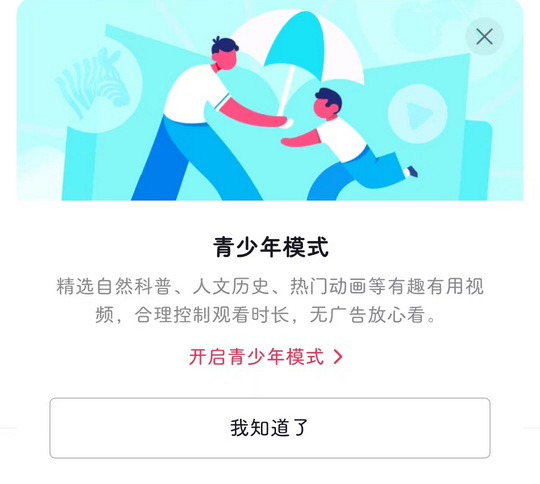 青少年模式
精选自然科普、人文历史、热门动画等有趣有用视
频，合理控制观看时长，无广告放心看。
开启青少年模式
我知道了